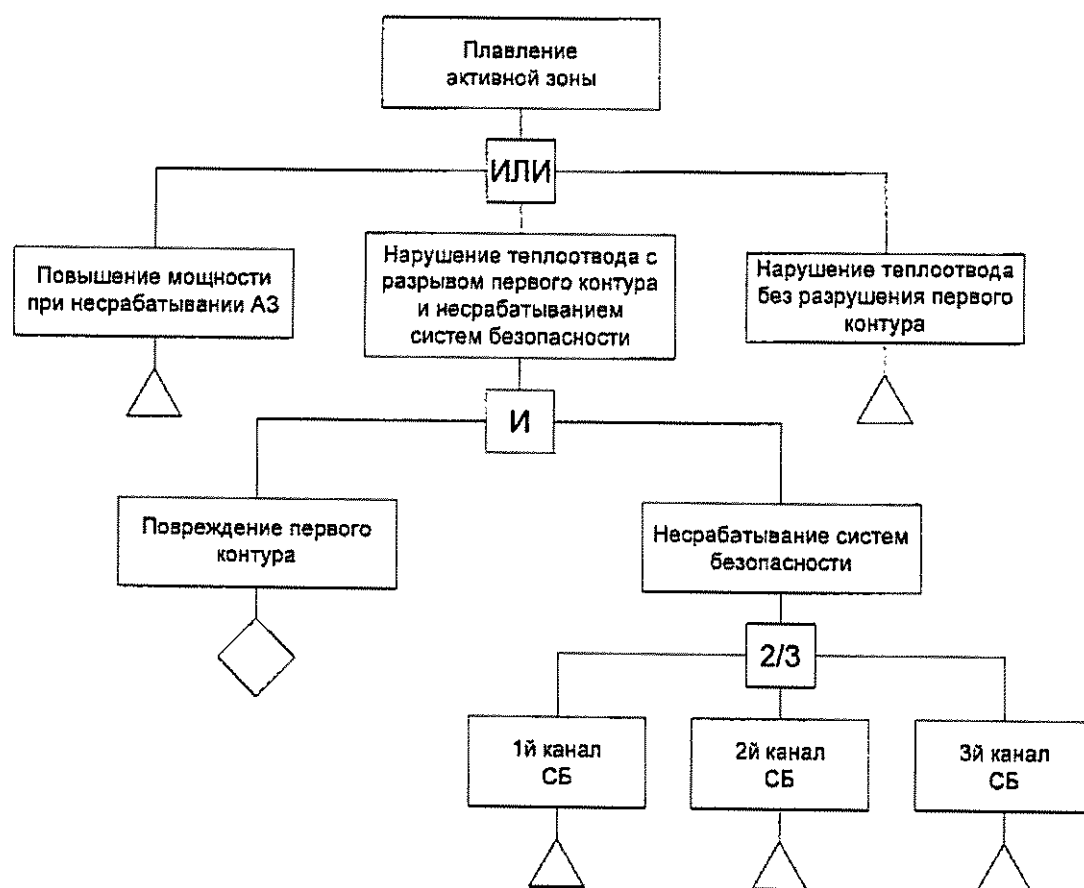 Плавление
активной зоны
ИЛИ
Повышение мощности
при несрабатывании АЗ
Нарушение теплоотвода с
разрывом первого контура
и несрабатыванием
систем безопасности
Нарушение теплоотвода
без разрушения первого
контура
И
Повреждение первого
контура
Несрабатывание систем
безопасности
2/3
1й канал
СБ
2й канал
СБ
3й канал
СБ